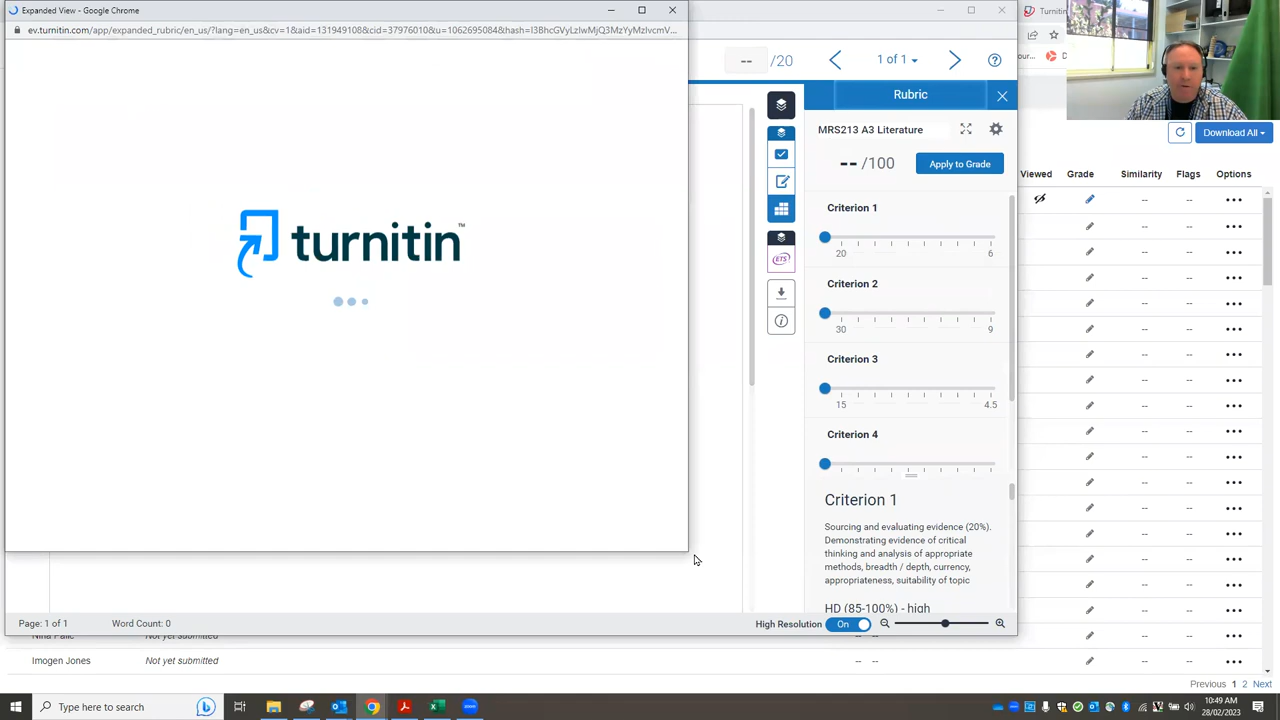 Expanded View - Google Chrome
ev.turnitin.com/app/expanded_rubric/en_us/?lang=en_us&cv=1&aid=131949108&cid=37976010&u=1062695084&hash=I3BhcGVyLzIwMjQ3MzYyMzIvcmV...
turnitin™
-- /20
1 of 1
Rubric
MRS213 A3 Literature
-- /100
Apply to Grade
Criterion 1
20 6
Criterion 2
30 9
Criterion 3
15 4.5
Criterion 4
Criterion 1
Sourcing and evaluating evidence (20%).
Demonstrating evidence of critical
thinking and analysis of appropriate
methods, breadth / depth, currency,
appropriateness, suitability of topic
HD (85-100%) - high
ETS
Page: 1 of 1 Word Count: 0
High Resolution On
Turnitin
Download All
Viewed Grade Similarity Flags Options
Not yet submitted -- --
Imogen Jones Not yet submitted -- -- -- --
Previous 1 2 Next
Type here to search
10:49 AM
28/02/2023